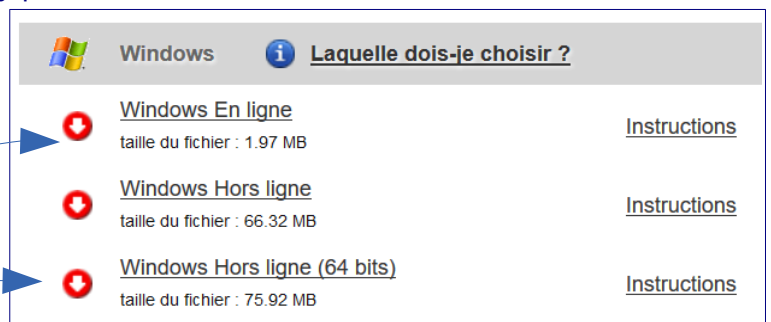 Windows Laquelle dois-je choisir ?
Windows En ligne
taille du fichier : 1.97 MB
Instructions
Windows Hors ligne
taille du fichier : 66.32 MB
Instructions
Windows Hors ligne (64 bits)
taille du fichier : 75.92 MB
Instructions